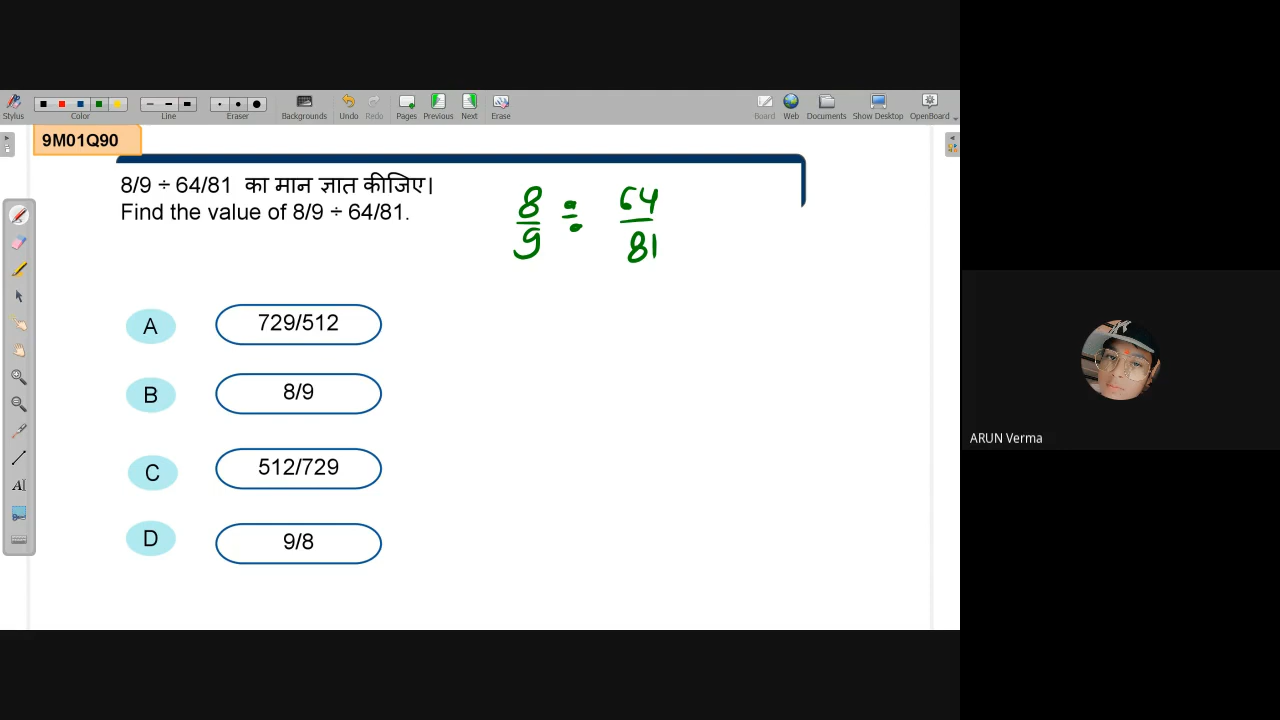 Stylus
Color
Line
Eraser
Backgrounds
Undo
Redo
Pages
Previous
Next
Erase
Board
Web
Documents
Show Desktop
OpenBoard
9M01Q90
8/9 ÷ 64/81 का मान ज्ञात कीजिए।
Find the value of 8/9 ÷ 64/81.
8/9 ÷ 64/81
A 729/512
B 8/9
C 512/729
D 9/8
AI
ARUN Verma